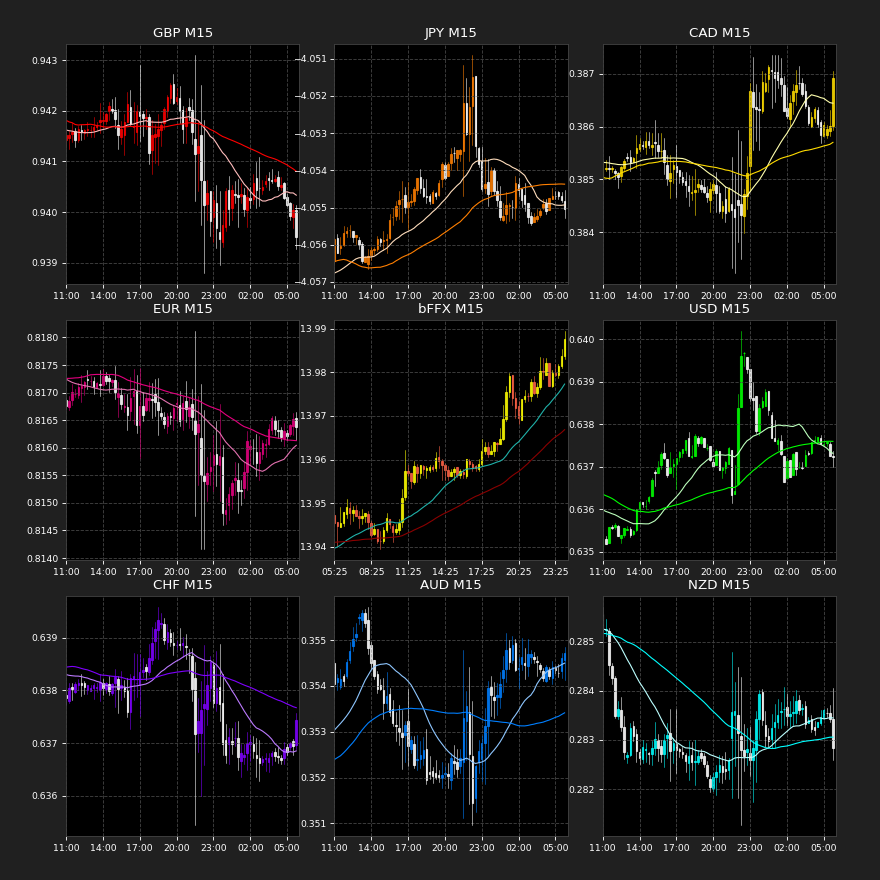 GBP M15
0.943
0.942
0.941
0.940
0.939
11:00 14:00 17:00 20:00 23:00 02:00 05:00
JPY M15
−4.051
−4.052
−4.053
−4.054
−4.055
−4.056
−4.057
11:00 14:00 17:00 20:00 23:00 02:00 05:00
CAD M15
0.387
0.386
0.385
0.384
11:00 14:00 17:00 20:00 23:00 02:00 05:00
EUR M15
0.8180
0.8175
0.8170
0.8165
0.8160
0.8155
0.8150
0.8145
0.8140
11:00 14:00 17:00 20:00 23:00 02:00 05:00
bFFX M15
13.99
13.98
13.97
13.96
13.95
13.94
05:25 08:25 11:25 14:25 17:25 20:25 23:25
USD M15
0.640
0.639
0.638
0.637
0.636
0.635
11:00 14:00 17:00 20:00 23:00 02:00 05:00
CHF M15
0.639
0.638
0.637
0.636
11:00 14:00 17:00 20:00 23:00 02:00 05:00
AUD M15
0.355
0.354
0.353
0.352
0.351
11:00 14:00 17:00 20:00 23:00 02:00 05:00
NZD M15
0.285
0.284
0.283
0.282
11:00 14:00 17:00 20:00 23:00 02:00 05:00